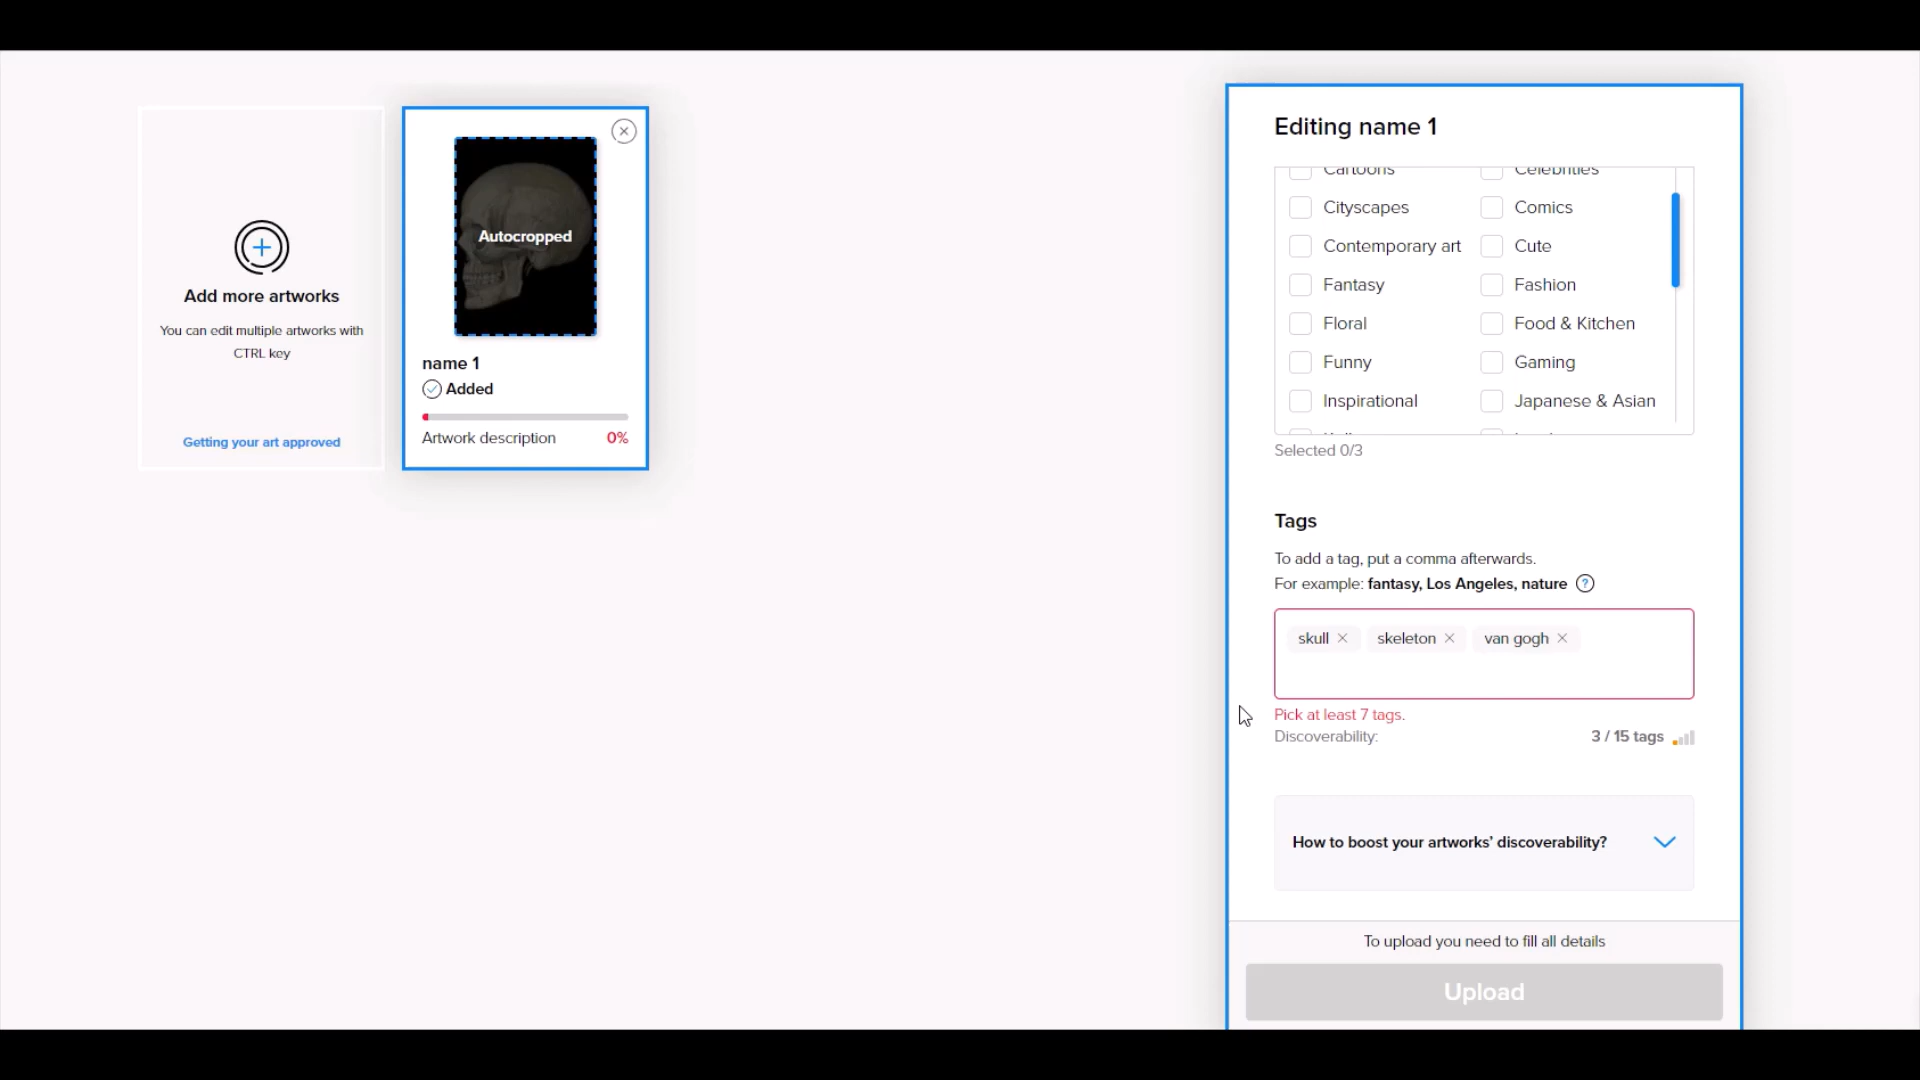 Add more artworks
You can edit multiple artworks with
CTRL key
Getting your art approved
Autocropped
name 1
Added
Artwork description 0%
Editing name 1
Cartoons Celebrities
Cityscapes Comics
Contemporary art Cute
Fantasy Fashion
Floral Food & Kitchen
Funny Gaming
Inspirational Japanese & Asian
Selected 0/3
Tags
To add a tag, put a comma afterwards.
For example: fantasy, Los Angeles, nature ?
skull skeleton van gogh
Pick at least 7 tags.
Discoverability: 3 / 15 tags
How to boost your artworks' discoverability?
To upload you need to fill all details
Upload